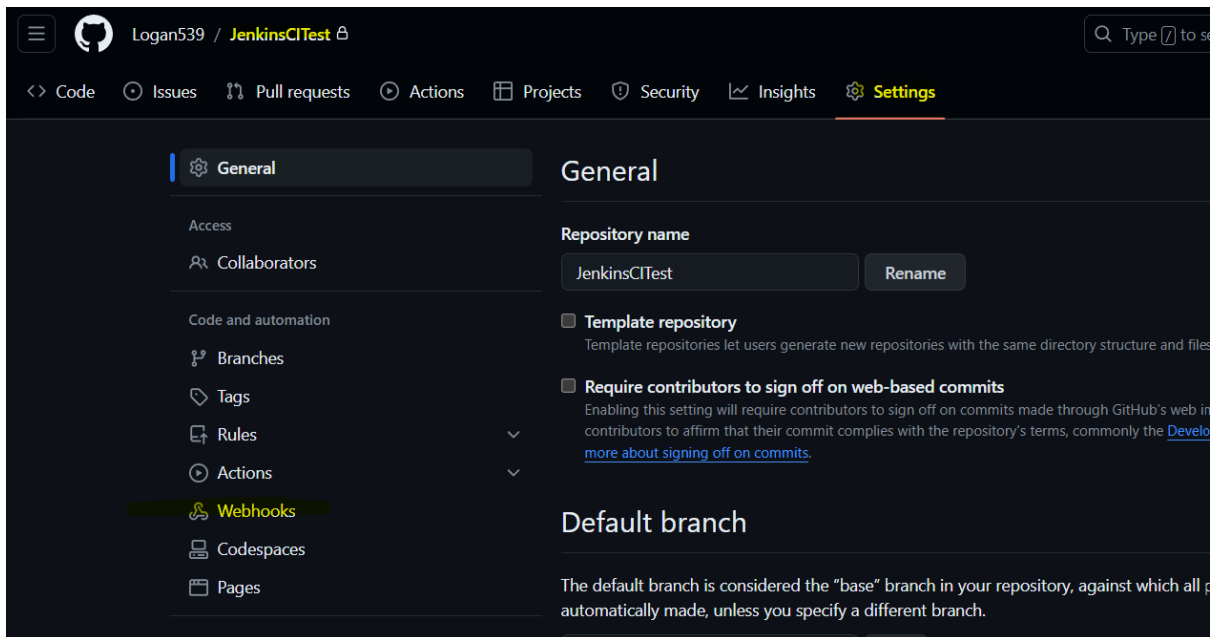 Logan539 / JenkinsCITest
Type / to se
Code Issues Pull requests Actions Projects Security Insights Settings
General
Access
Collaborators
Code and automation
Branches
Tags
Rules
Actions
Webhooks
Codespaces
Pages
General
Repository name
JenkinsCITest Rename
Template repository
Template repositories let users generate new repositories with the same directory structure and files
Require contributors to sign off on web-based commits
Enabling this setting will require contributors to sign off on commits made through GitHub's web in
contributors to affirm that their commit complies with the repository's terms, commonly the Develo
more about signing off on commits.
Default branch
The default branch is considered the “base” branch in your repository, against which all p
automatically made, unless you specify a different branch.